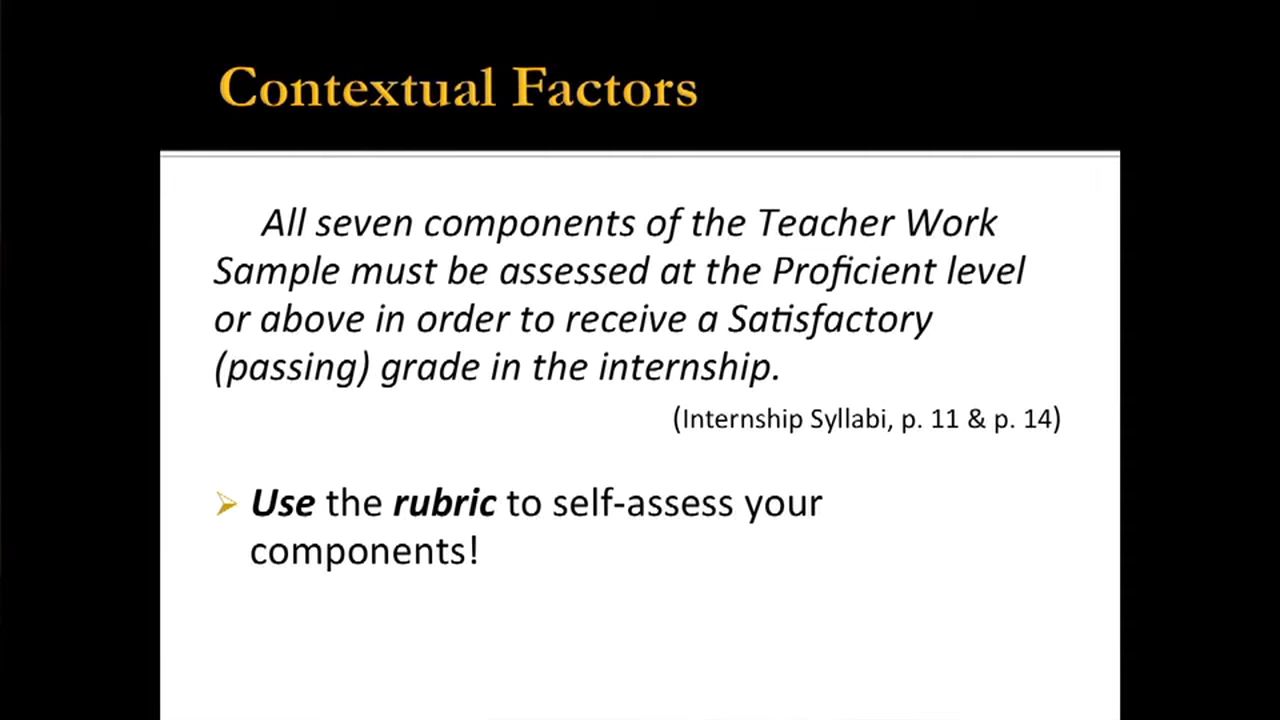 Contextual Factors
All seven components of the Teacher Work
Sample must be assessed at the Proficient level
or above in order to receive a Satisfactory
(passing) grade in the internship.
(Internship Syllabi, p. 11 & p. 14)
Use the rubric to self-assess your
components!